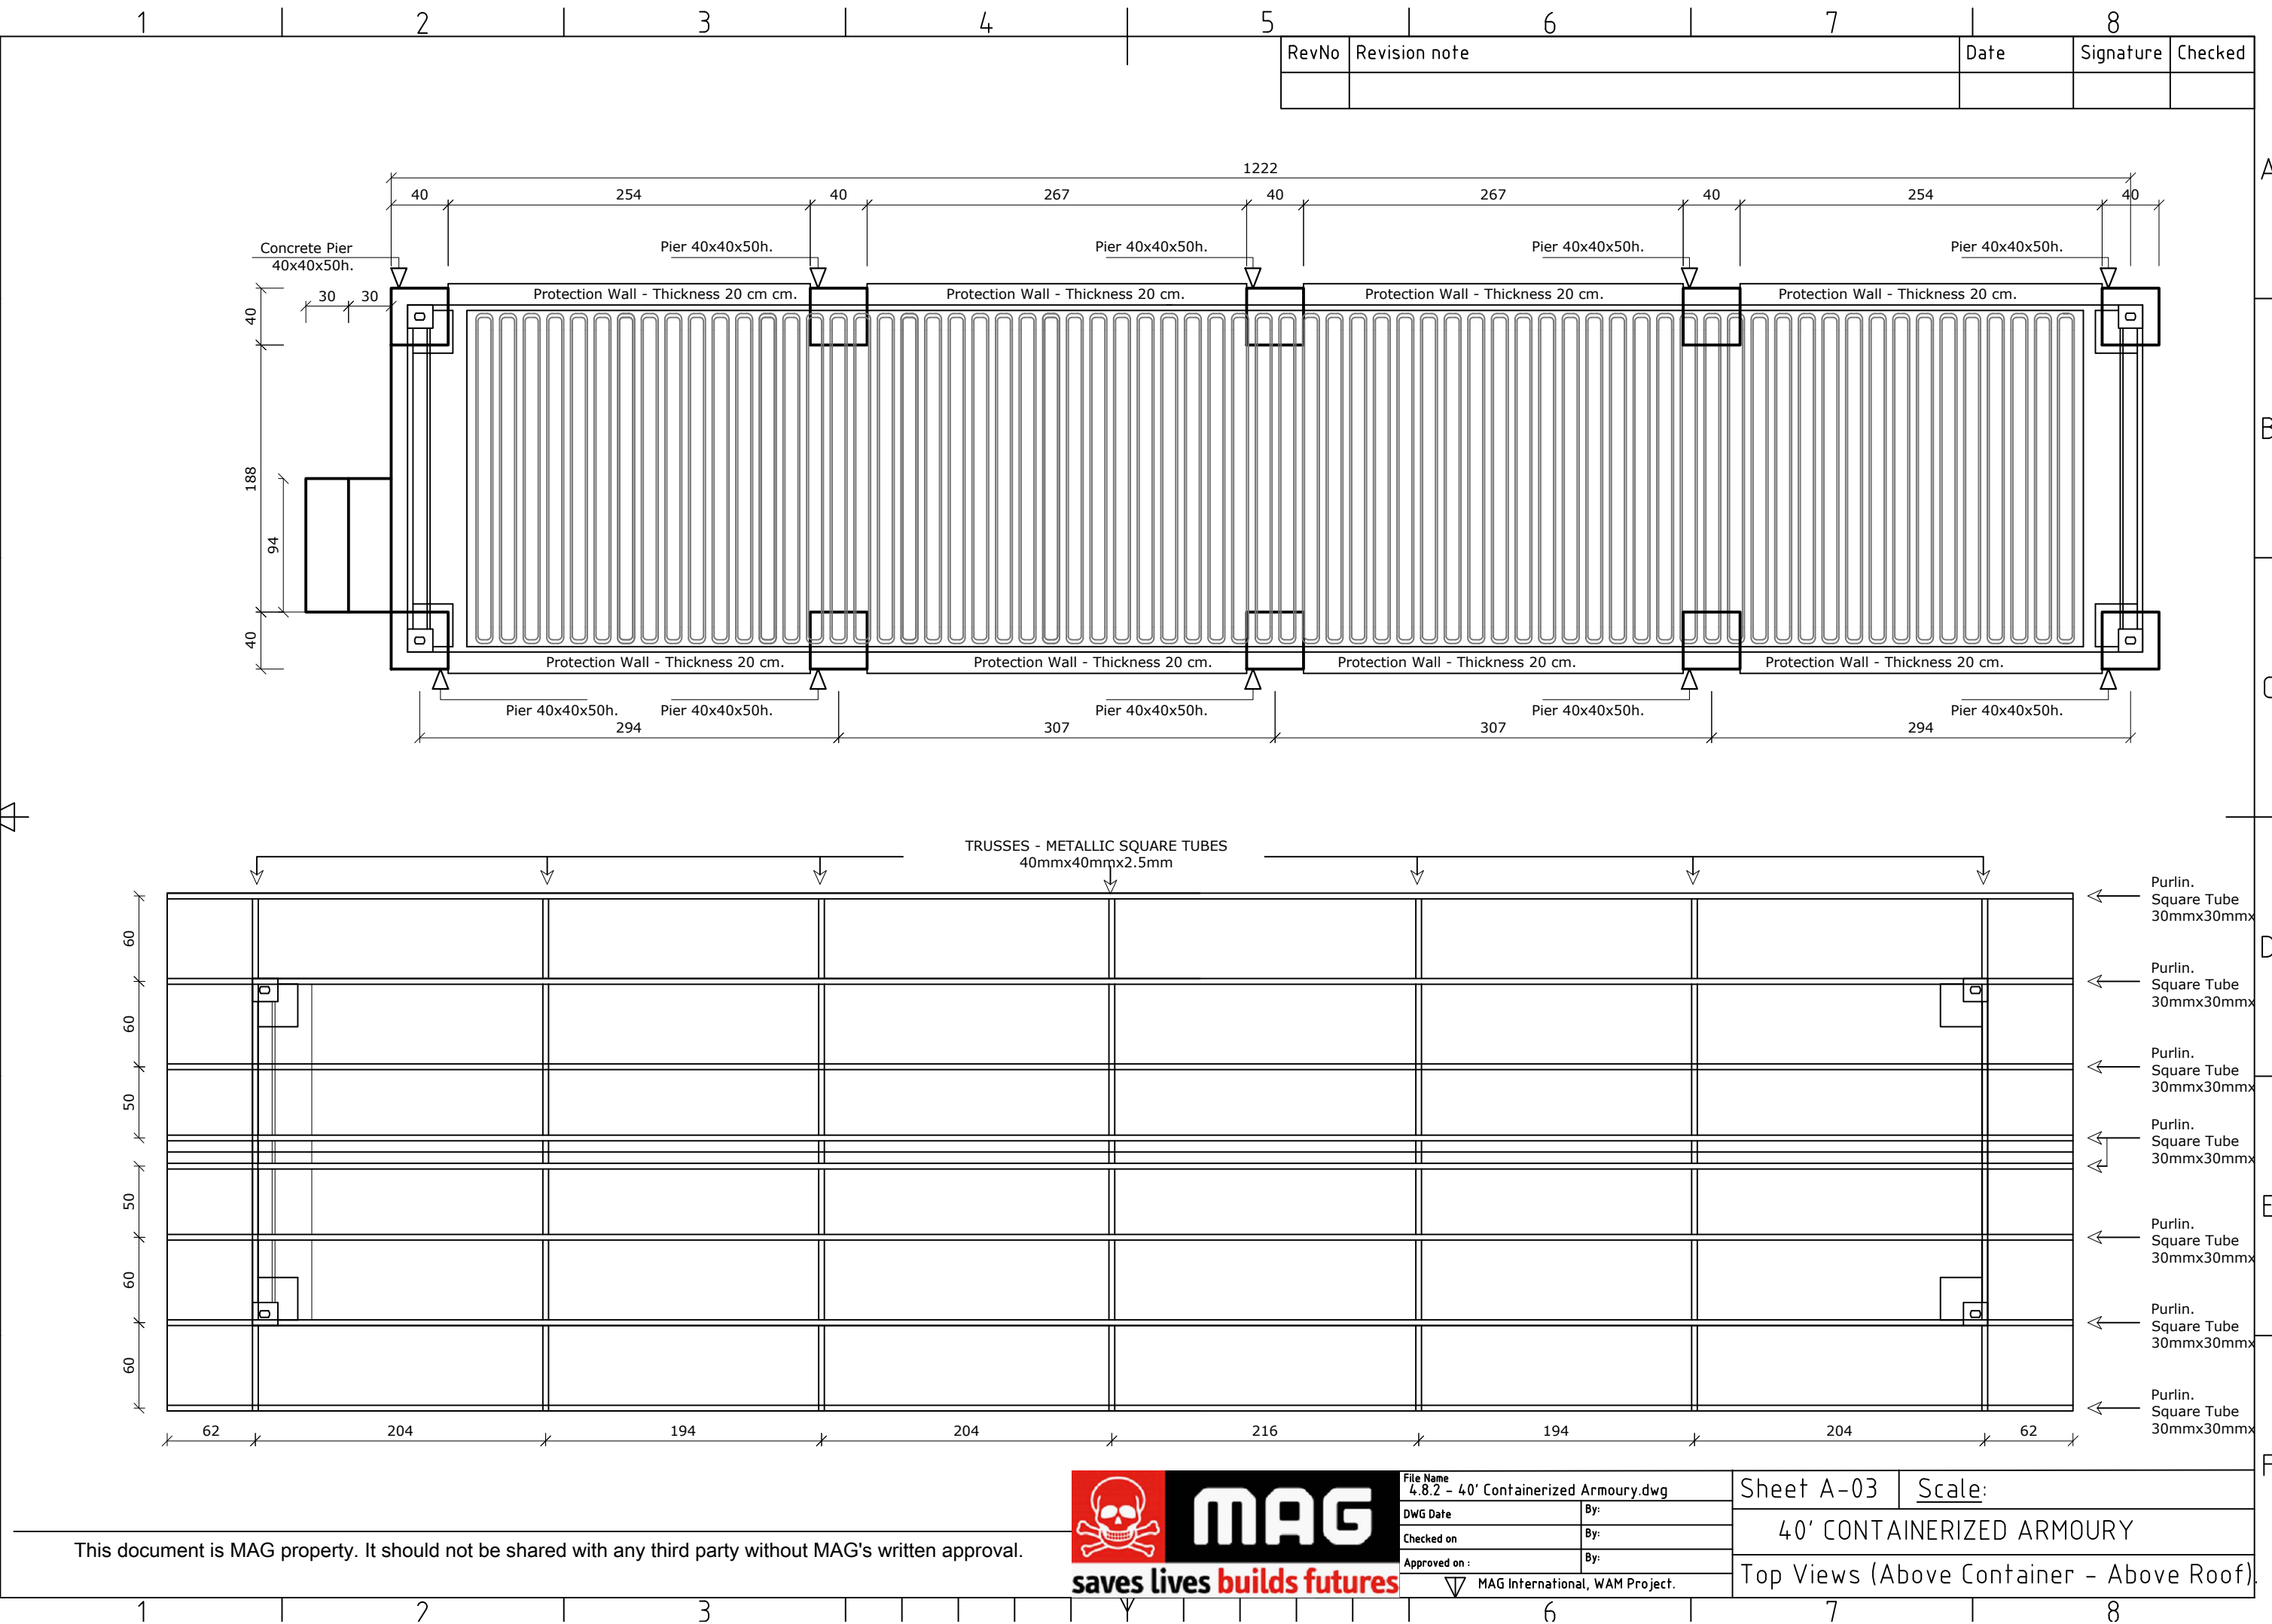 1 2 3 4 5 6 7 8
RevNo Revision note Date Signature Checked
A
1222
40 254 40 267 40 267 40 254 40
Concrete Pier
40x40x50h.
Pier 40x40x50h. Pier 40x40x50h. Pier 40x40x50h. Pier 40x40x50h.
30 30
40
Protection Wall - Thickness 20 cm cm. Protection Wall - Thickness 20 cm. Protection Wall - Thickness 20 cm. Protection Wall - Thickness 20 cm.
B
188
94
40
Protection Wall - Thickness 20 cm. Protection Wall - Thickness 20 cm. Protection Wall - Thickness 20 cm. Protection Wall - Thickness 20 cm.
C
Pier 40x40x50h. Pier 40x40x50h. Pier 40x40x50h. Pier 40x40x50h. Pier 40x40x50h.
294 307 307 294
TRUSSES - METALLIC SQUARE TUBES
40mmx40mmx2.5mm
Purlin.
Square Tube
30mmx30mmx
60
D
Purlin.
Square Tube
30mmx30mmx
60
Purlin.
Square Tube
30mmx30mmx
50
Purlin.
Square Tube
30mmx30mmx
50
E
Purlin.
Square Tube
30mmx30mmx
60
Purlin.
Square Tube
30mmx30mmx
60
Purlin.
Square Tube
30mmx30mmx
62 204 194 204 216 194 204 62
F
MAG
saves lives builds futures
File Name
4.8.2 - 40' Containerized Armoury.dwg
DWG Date By:
Checked on By:
Approved on : By:
MAG International, WAM Project.
Sheet A-03 Scale:
40' CONTAINERIZED ARMOURY
Top Views (Above Container - Above Roof).
This document is MAG property. It should not be shared with any third party without MAG's written approval.
1 2 3 6 7 8